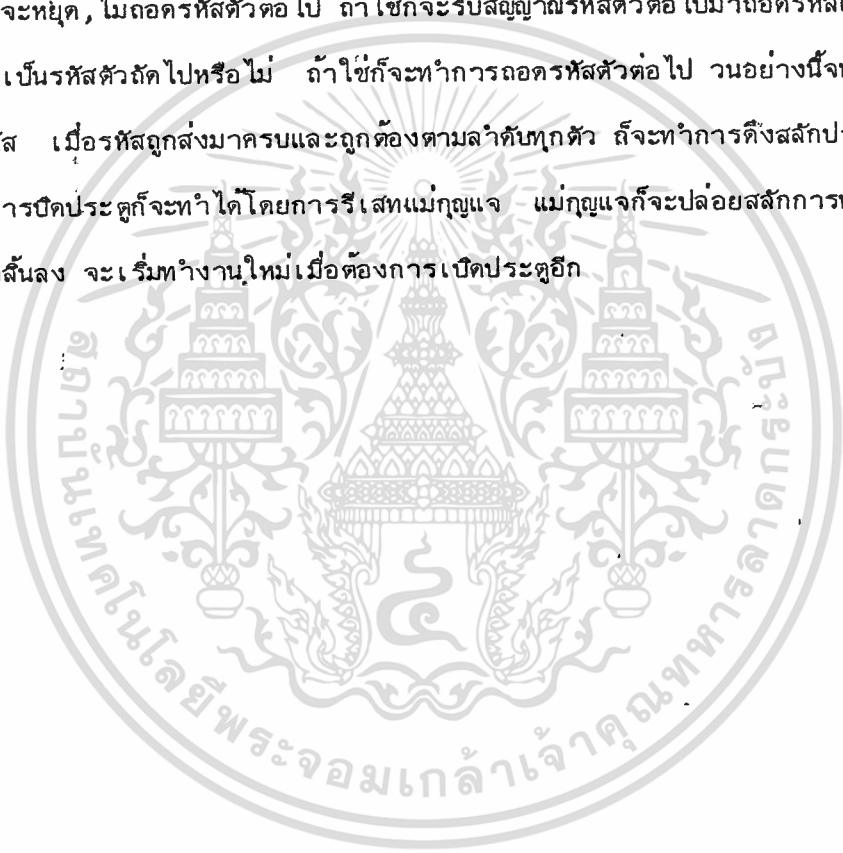 จะหยุด, ไม่ถอดรหัสตัวต่อไป ถ้าใช่ก็จะรับสัญญาณรหัสตัวต่อไปมาถอดรหัส
เป็นรหัสตัวถัดไปหรือไม่ ถ้าใช่ก็จะทำการถอดรหัสตัวต่อไป วนอย่างนี้
เมื่อรหัสถูกส่งมาครบและถูกต้องตามลำดับทุกตัว ก็จะทำการดึงสลัก
การปิดประตูก็จะทำได้โดยการรีเสทแม่กุญแจ แม่กุญแจก็จะปล่อยสลักการ
สิ้นลง จะเริ่มทำงานใหม่เมื่อต้องการเปิดประตูอีก
สถาบันเทคโนโลยีพระจอมเกล้าเจ้าคุณทหารลาดกระบัง
๔